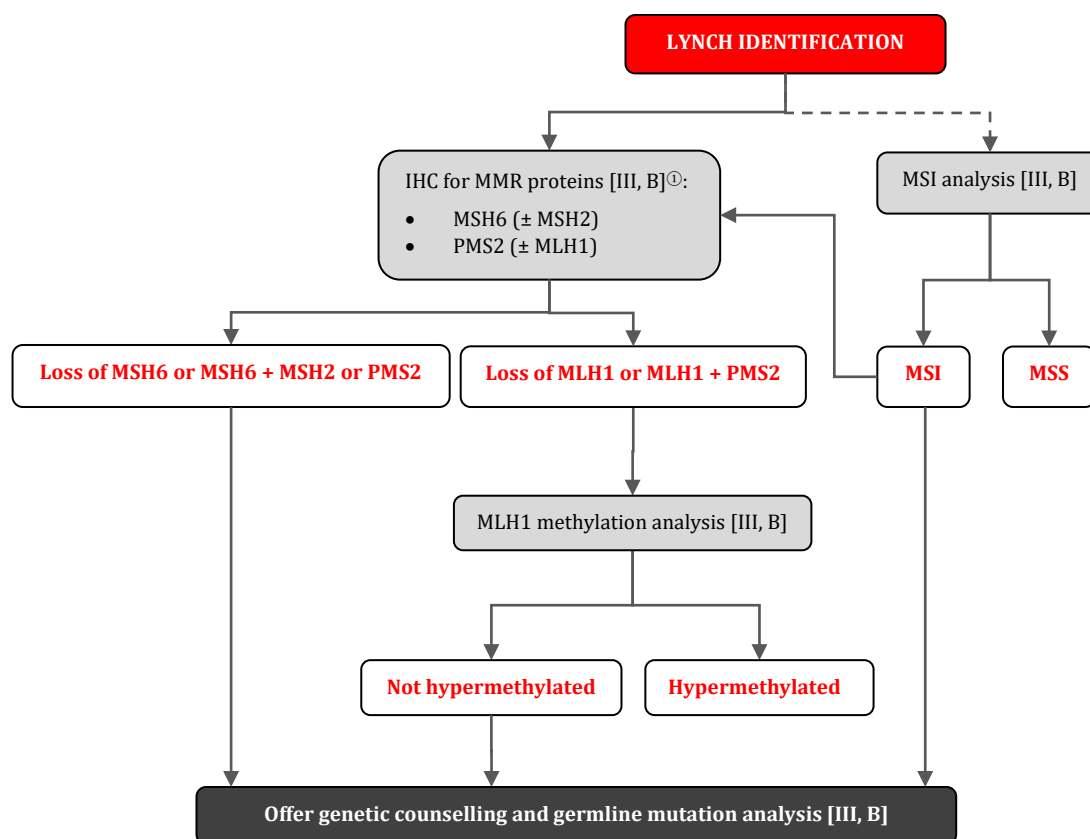 LYNCH IDENTIFICATION
IHC for MMR proteins [III, B]①:
• MSH6 (± MSH2)
• PMS2 (± MLH1)
MSI analysis [III, B]
Loss of MSH6 or MSH6 + MSH2 or PMS2
Loss of MLH1 or MLH1 + PMS2
MSI
MSS
MLH1 methylation analysis [III, B]
Not hypermethylated
Hypermethylated
Offer genetic counselling and germline mutation analysis [III, B]